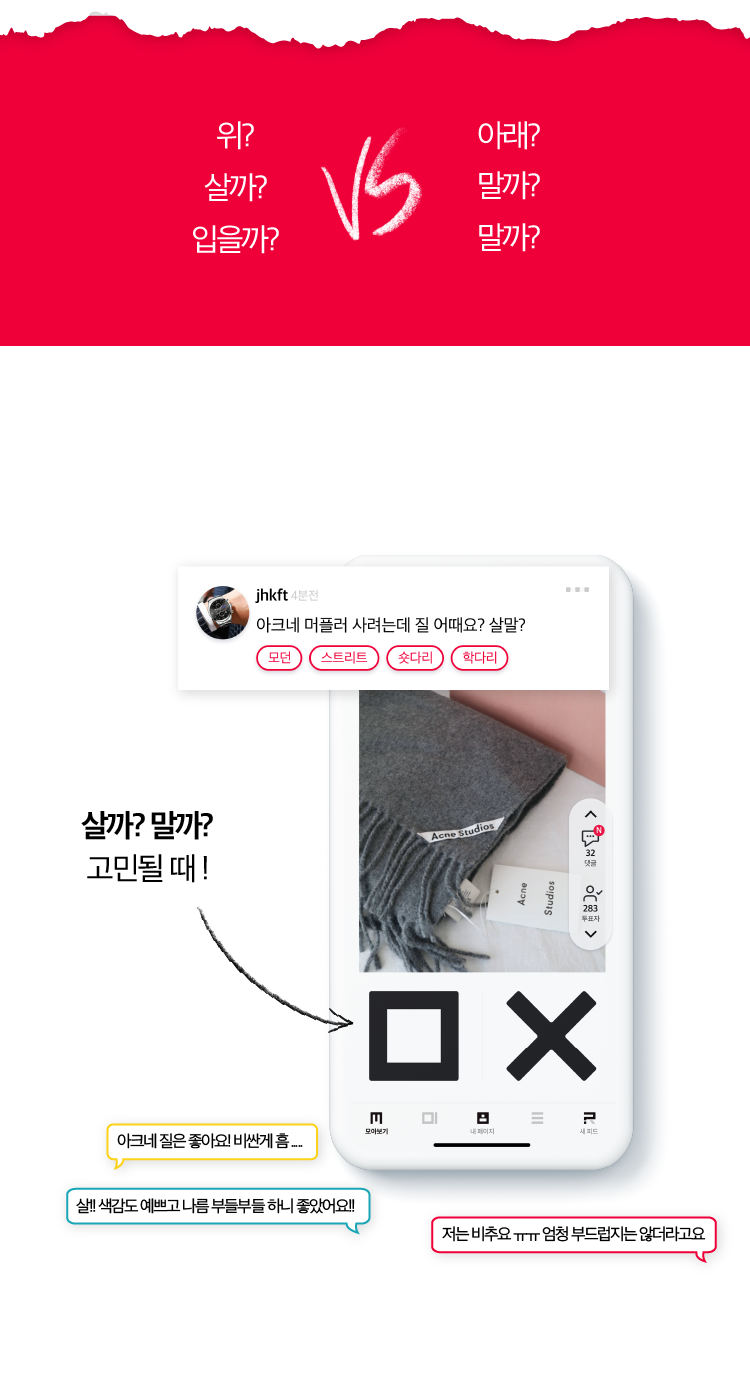 위?
살까?
입을까?
VS
아래?
말까?
말까?
jhkft 4분전
아크네 머플러 사려는데 질 어때요? 살말?
모던 스트리트 숏다리 학다리
Acne Studios
Acne
Studios
N
32
댓글
283
투표자
살까? 말까?
고민될 때 !
모아보기 내 페이지 새 피드
아크네 질은 좋아요! 비싼게 흠 ....
살!! 색감도 예쁘고 나름 부들부들 하니 좋았어요!!
저는 비추요 ㅠㅠ 엄청 부드럽지는 않더라고요